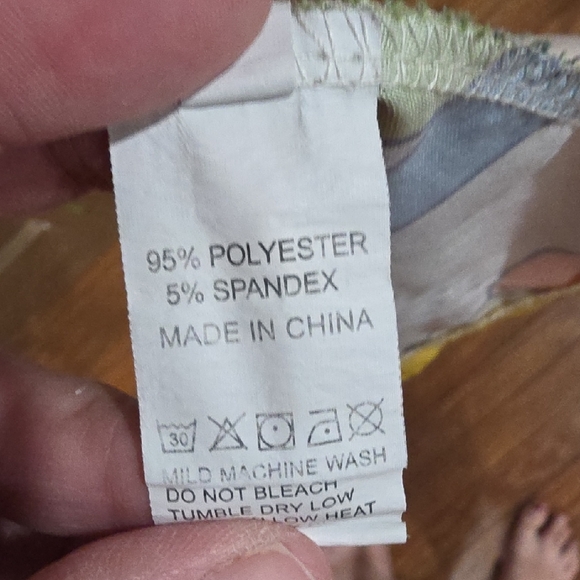 95% POLYESTER
5% SPANDEX
MADE IN CHINA
30
MILD MACHINE WASH
DO NOT BLEACH
TUMBLE DRY LOW
LOW HEAT